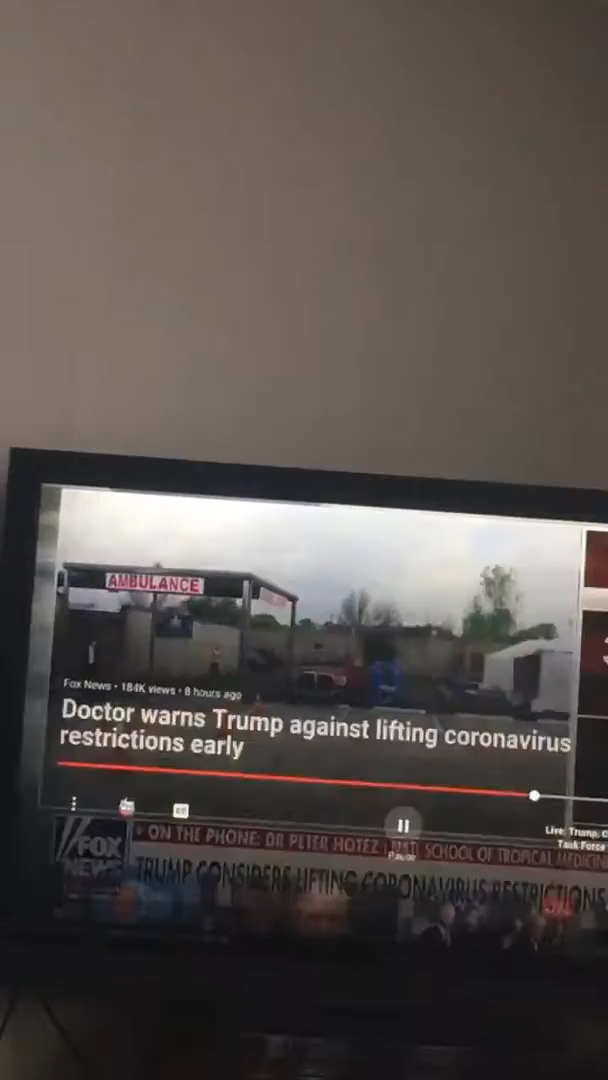 AMBULANCE
Fox News • 184K views • 8 hours ago
Doctor warns Trump against lifting coronavirus
restrictions early
Live: Trump,
Task Force
Pause
FOX
NEWS
ON THE PHONE: DR PETER HOTEZ
SCHOOL OF TROPICAL MEDICIN
TRUMP CONSIDERS LIFTING CORONAVIRUS RESTRICTIONS